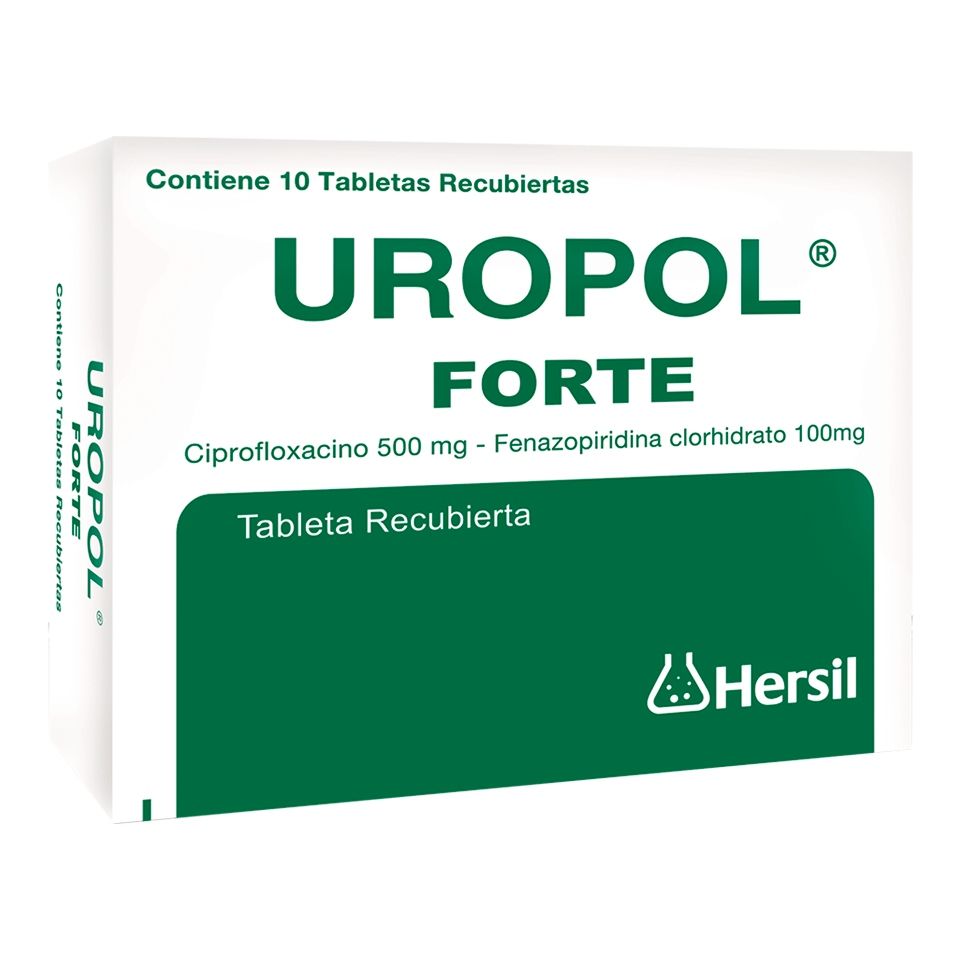 Contiene 10 Tabletas Recubiertas
UROPOL®
FORTE
Ciprofloxacino 500 mg - Fenazopiridina clorhidrato 100mg
Tableta Recubierta
Hersil
UROPOL®
FORTE
Contiene 10 Tabletas Recubiertas